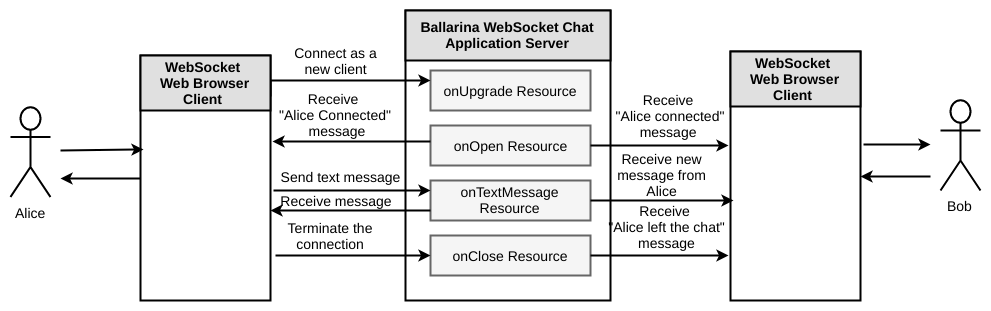 Ballarina WebSocket Chat
Application Server
WebSocket
Web Browser
Client
Connect as a
new client
onUpgrade Resource
WebSocket
Web Browser
Client
Receive
"Alice Connected"
message
onOpen Resource
Receive
"Alice connected"
message
Send text message
Receive message
onTextMessage
Resource
Receive new
message from
Alice
Terminate the
connection
onClose Resource
Receive
"Alice left the chat"
message
Alice
Bob